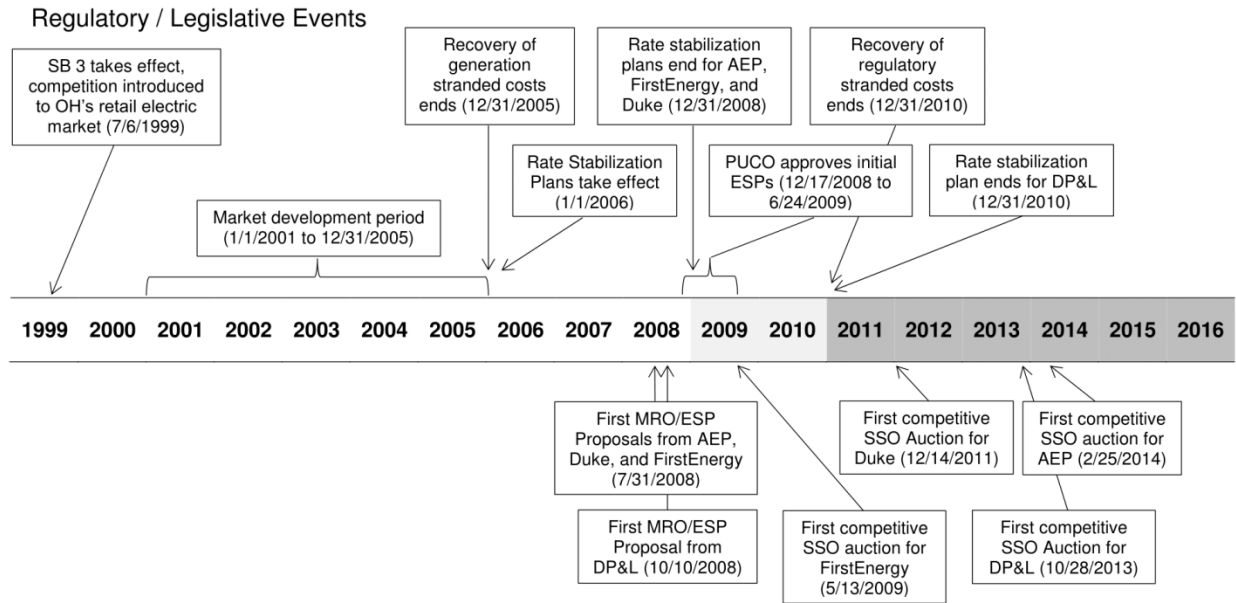 Regulatory / Legislative Events
SB 3 takes effect,
competition introduced
to OH's retail electric
market (7/6/1999)
Recovery of
generation
stranded costs
ends (12/31/2005)
Rate stabilization
plans end for AEP,
FirstEnergy, and
Duke (12/31/2008)
Recovery of
regulatory
stranded costs
ends (12/31/2010)
Market development period
(1/1/2001 to 12/31/2005)
Rate Stabilization
Plans take effect
(1/1/2006)
PUCO approves initial
ESPs (12/17/2008 to
6/24/2009)
Rate stabilization
plan ends for DP&L
(12/31/2010)
1999 2000 2001 2002 2003 2004 2005 2006 2007 2008 2009 2010 2011 2012 2013 2014 2015 2016
First MRO/ESP
Proposals from AEP,
Duke, and FirstEnergy
(7/31/2008)
First competitive
SSO Auction for
Duke (12/14/2011)
First competitive
SSO auction for
AEP (2/25/2014)
First MRO/ESP
Proposal from
DP&L (10/10/2008)
First competitive
SSO auction for
FirstEnergy
(5/13/2009)
First competitive
SSO Auction for
DP&L (10/28/2013)